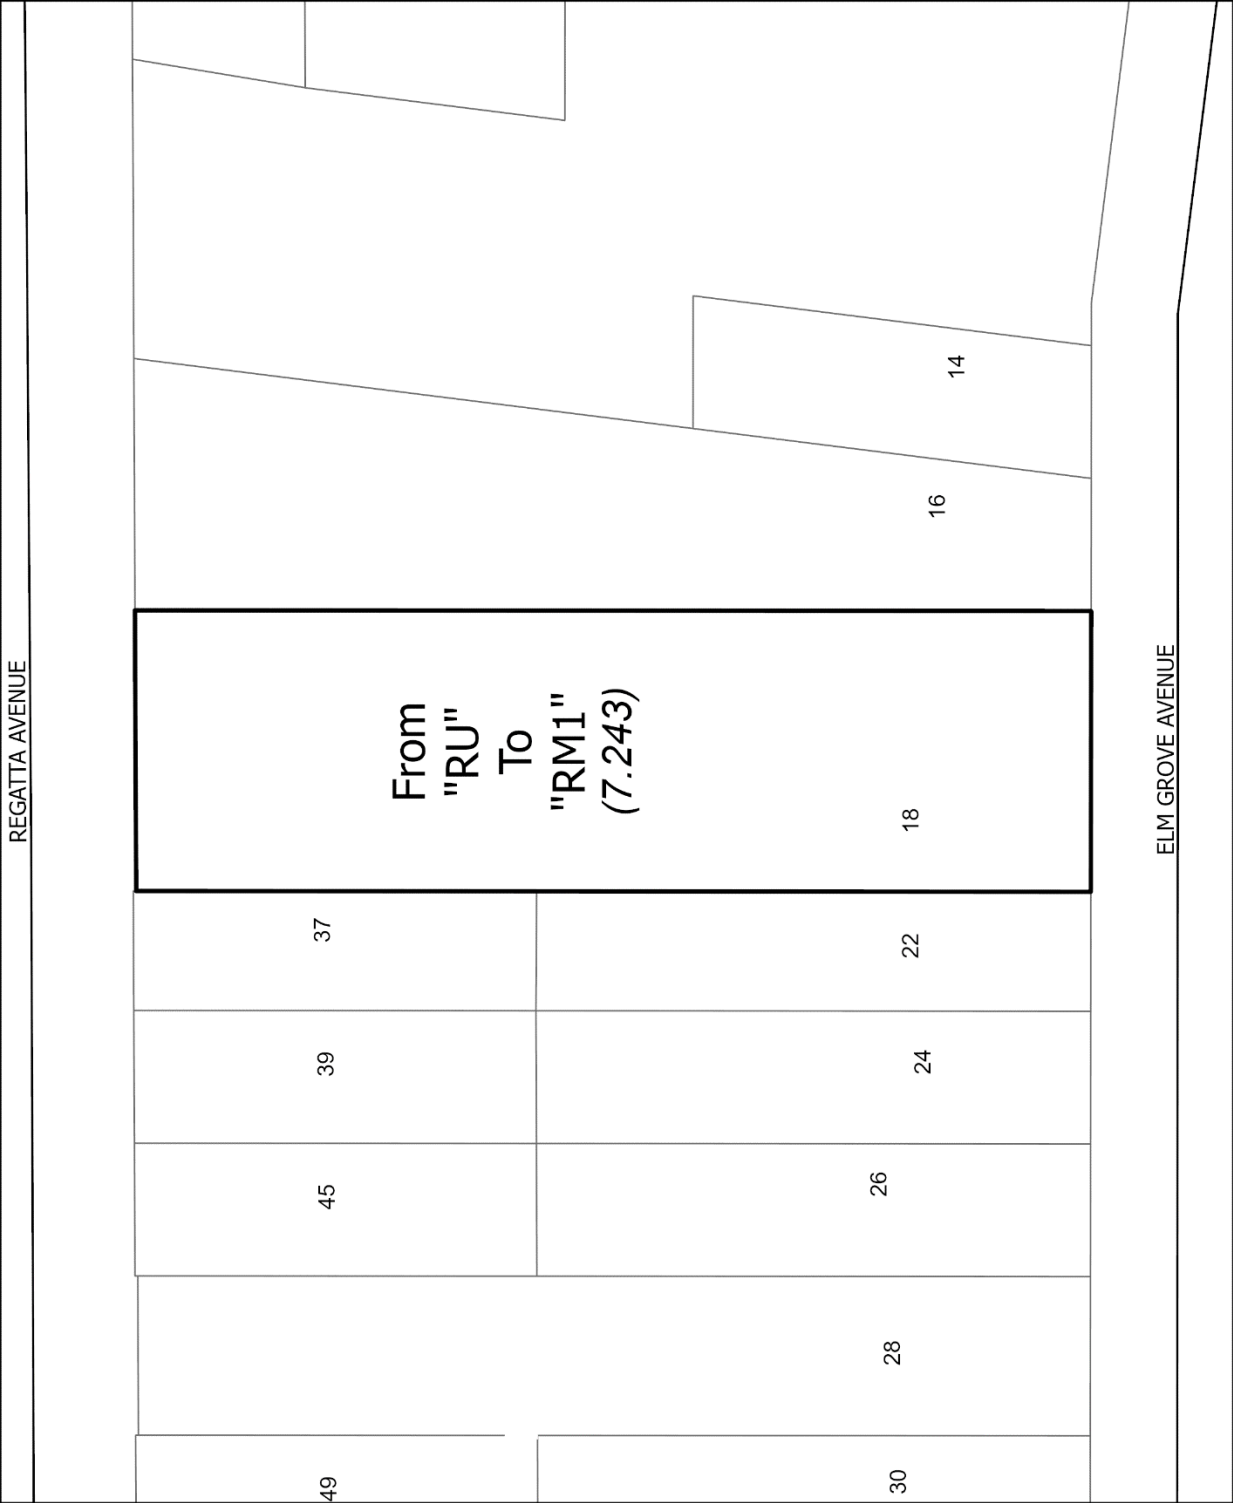 REGATTA AVENUE
From
"RU"
To
"RM1"
(7.243)
14
16
18
37
22
39
24
45
26
28
49
30
ELM GROVE AVENUE